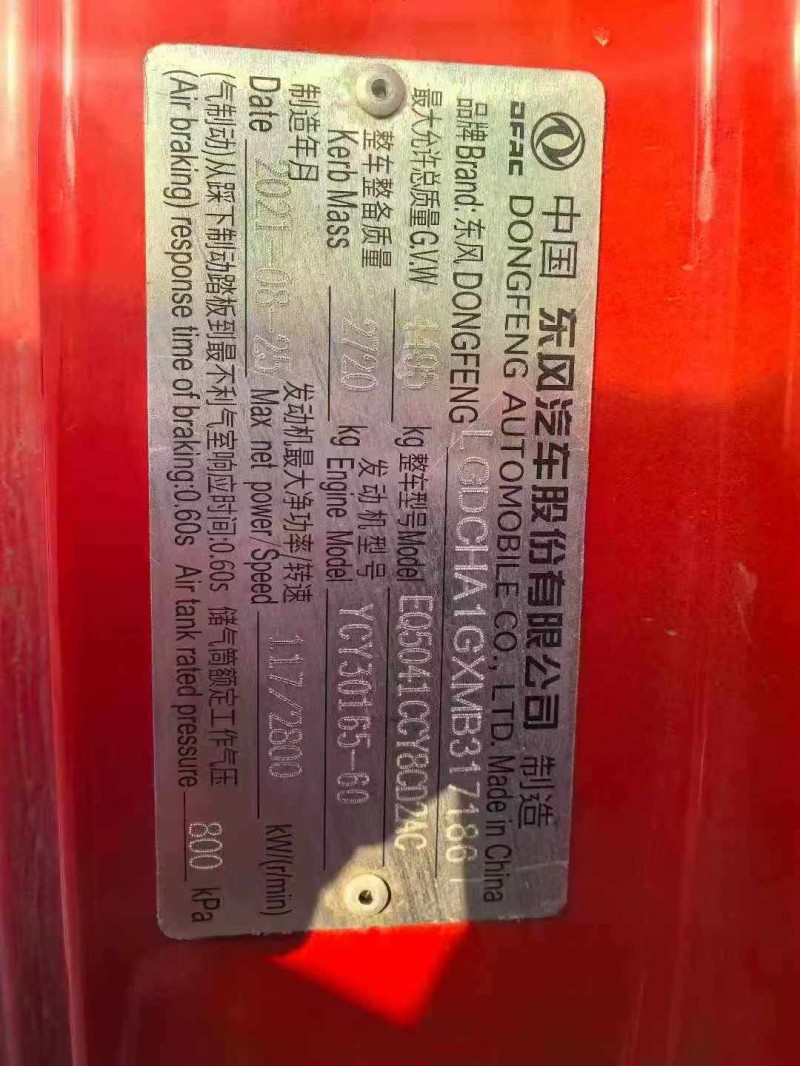 中国 东风汽车股份有限公司 制造
DFAC DONGFENG AUTOMOBILE CO., LTD. Made in China
品牌Brand: 东风 DONGFENG LGDCHA1GXMB317486
最大允许总质量G.V.W 4495 kg 整车型号Model EQ5041CCY8CD2AC
整车整备质量 发动机型号
Kerb Mass 2720 kg Engine Model YCY30165-60
制造年月 发动机最大净功率/转速
Date 2021-08-25 Max net power/Speed 117/2800 kW/(r/min)
(气制动)从踩下制动踏板到最不利气室响应时间:0.60s 储气筒额定工作气压
(Air braking) response time of braking:0.60s Air tank rated pressure 800 kPa